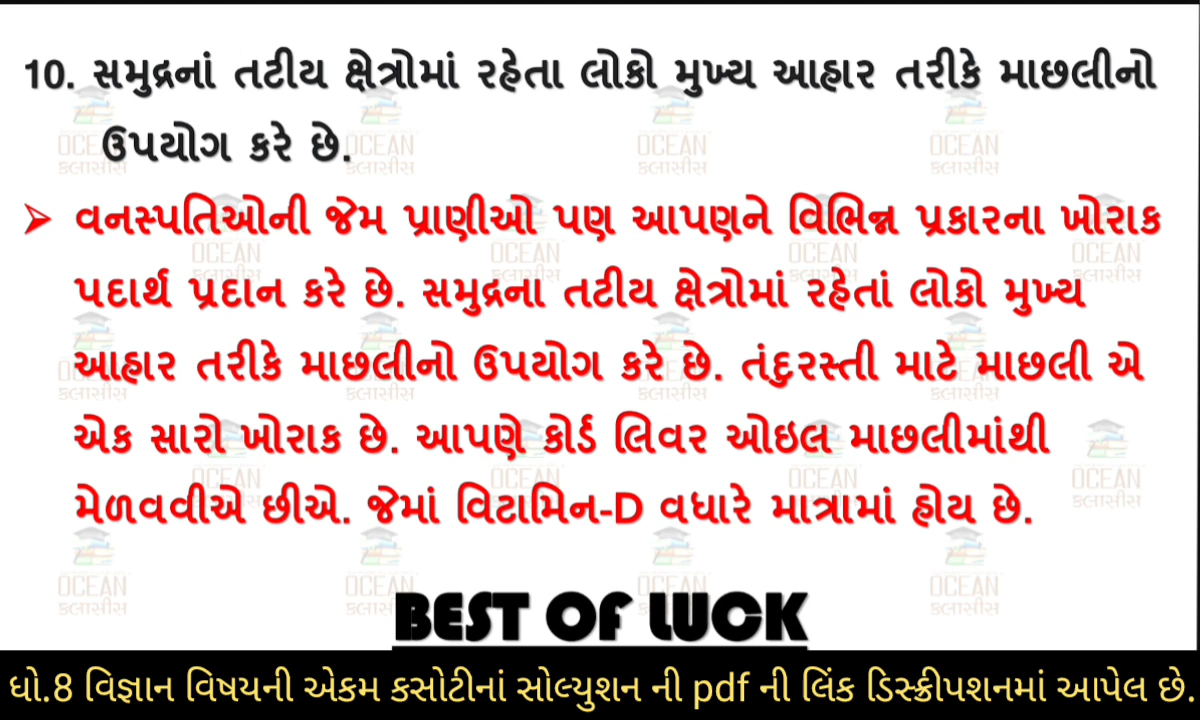 10. સમુદ્રનાં તટીય ક્ષેત્રોમાં રહેતા લોકો મુખ્ય આહાર તરીકે માછલીનો
ઉપયોગ કરે છે.
➢ વનસ્પતિઓની જેમ પ્રાણીઓ પણ આપણને વિભિન્ન પ્રકારના ખોરાક
પદાર્થ પ્રદાન કરે છે. સમુદ્રના તટીય ક્ષેત્રોમાં રહેતાં લોકો મુખ્ય
આહાર તરીકે માછલીનો ઉપયોગ કરે છે. તંદુરસ્તી માટે માછલી એ
એક સારો ખોરાક છે. આપણે કોર્ડ લિવર ઓઇલ માછલીમાંથી
મેળવવીએ છીએ. જેમાં વિટામિન-D વધારે માત્રામાં હોય છે.
OCEAN
ક્લાસીસ
BEST OF LUCK
ધો.8 વિજ્ઞાન વિષયની એકમ કસોટીનાં સોલ્યુશન ની pdf ની લિંક ડિસ્ક્રીપશનમાં આપેલ છે.